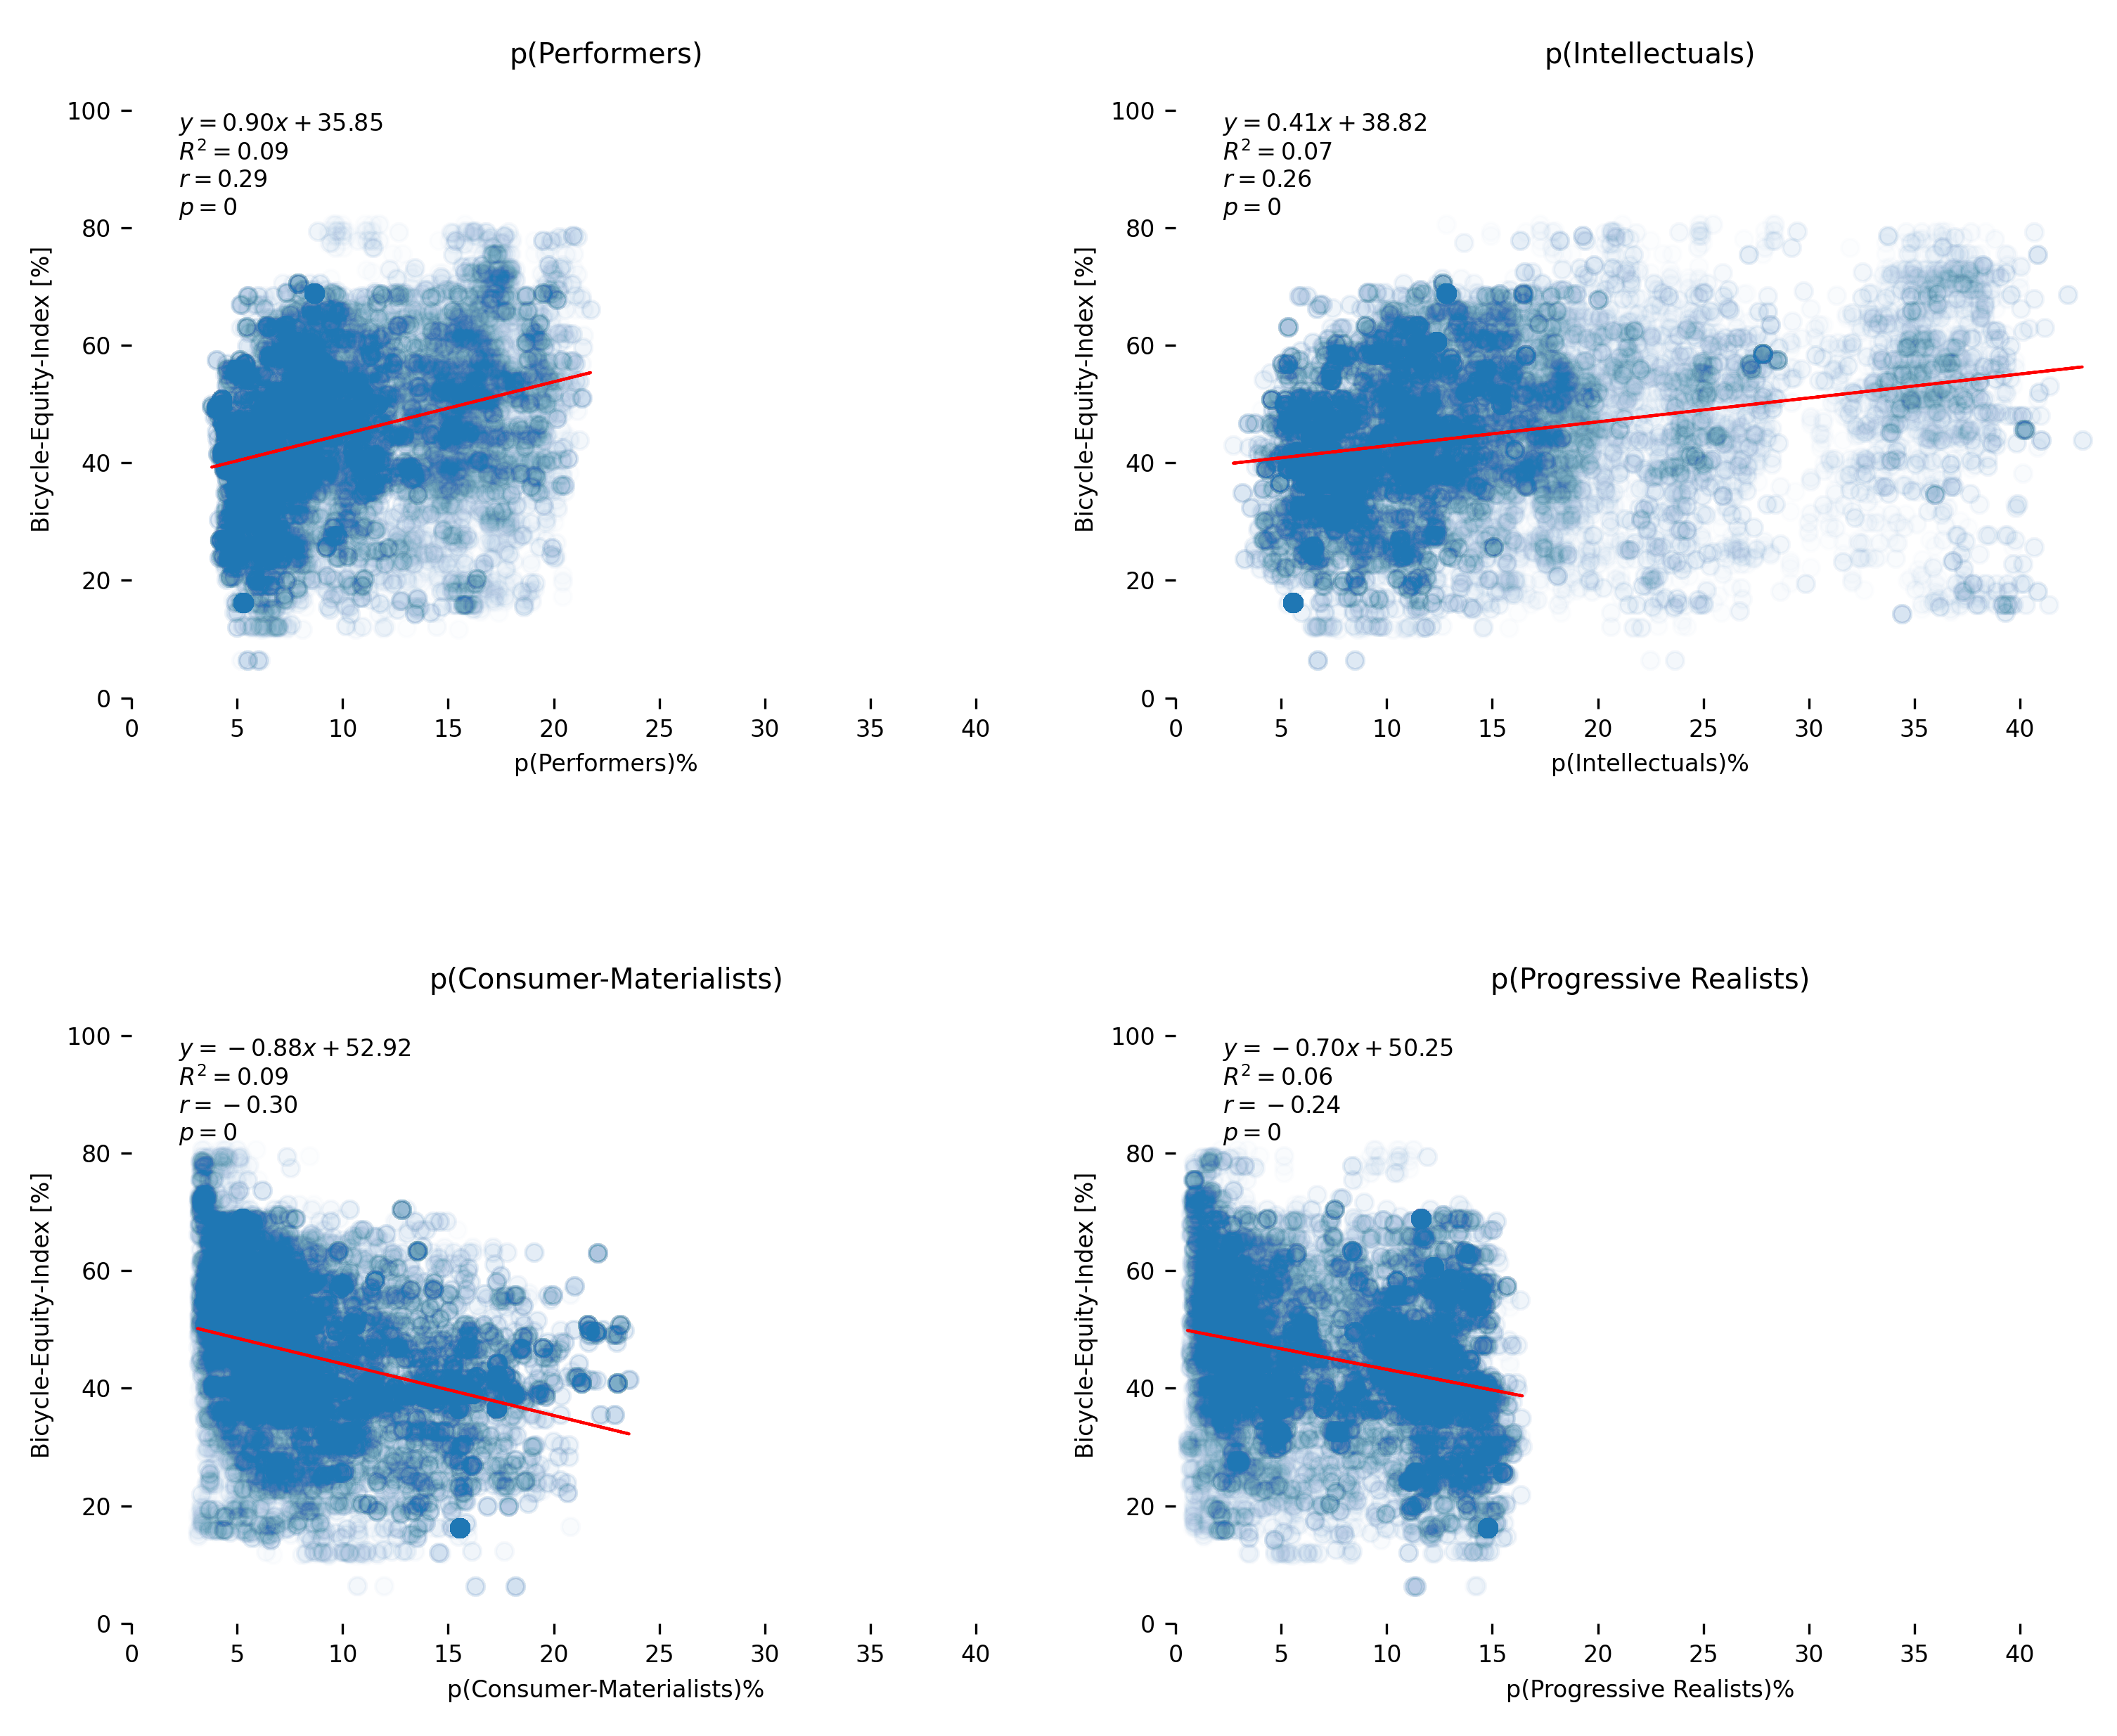 p(Performers)
y = 0.90x + 35.85
R² = 0.09
r = 0.29
p = 0
100
80
60
40
20
0
Bicycle-Equity-Index [%]
0 5 10 15 20 25 30 35 40
p(Performers)%
p(Intellectuals)
y = 0.41x + 38.82
R² = 0.07
r = 0.26
p = 0
100
80
60
40
20
0
Bicycle-Equity-Index [%]
0 5 10 15 20 25 30 35 40
p(Intellectuals)%
p(Consumer-Materialists)
y = −0.88x + 52.92
R² = 0.09
r = −0.30
p = 0
100
80
60
40
20
0
Bicycle-Equity-Index [%]
0 5 10 15 20 25 30 35 40
p(Consumer-Materialists)%
p(Progressive Realists)
y = −0.70x + 50.25
R² = 0.06
r = −0.24
p = 0
100
80
60
40
20
0
Bicycle-Equity-Index [%]
0 5 10 15 20 25 30 35 40
p(Progressive Realists)%